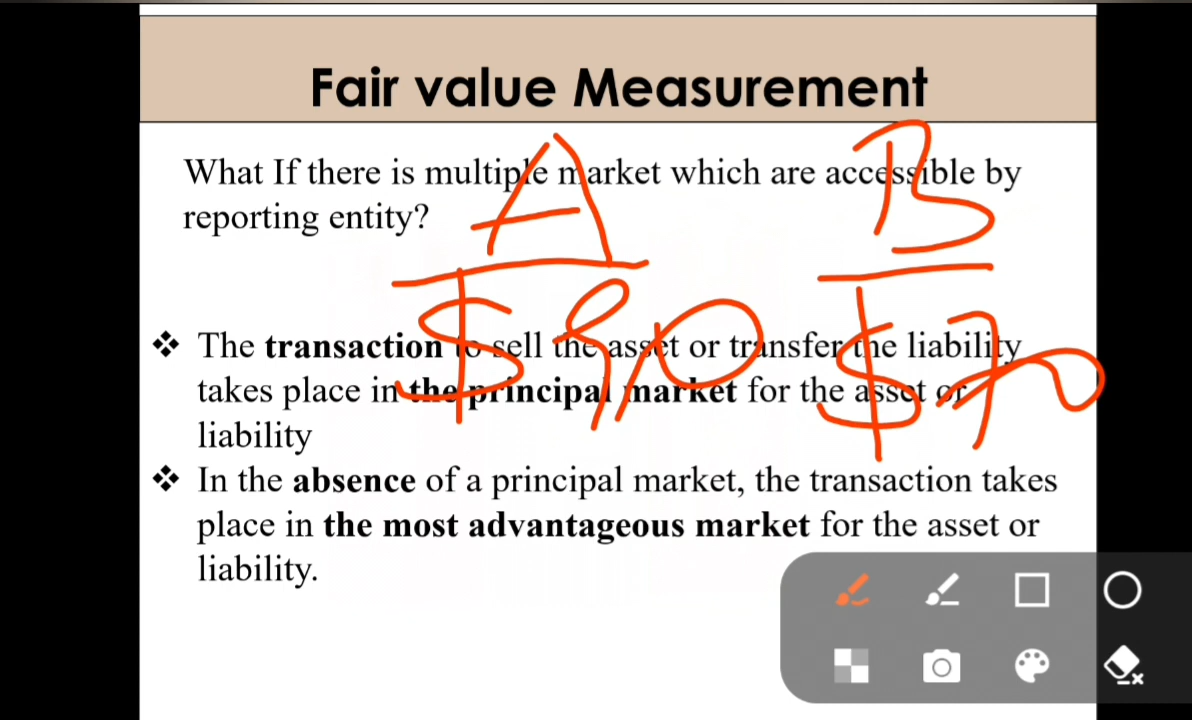 Fair value Measurement
What If there is multiple market which are accessible by
reporting entity?
A B
$9,0 $70
❖ The transaction to sell the asset or transfer the liability
takes place in the principal market for the asset or
liability
❖ In the absence of a principal market, the transaction takes
place in the most advantageous market for the asset or
liability.